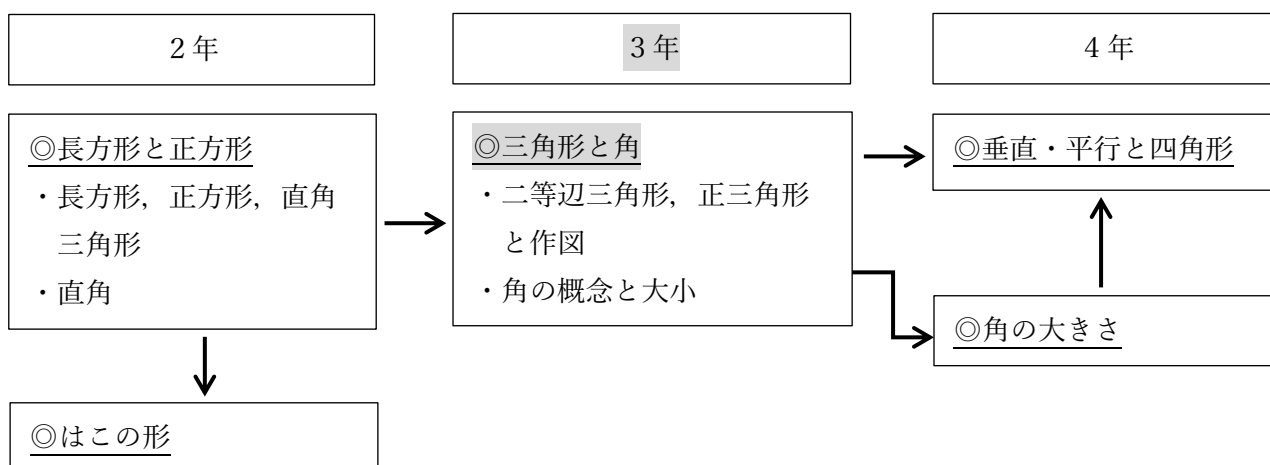 2年
3年
4年
◎長方形と正方形
・長方形，正方形，直角
三角形
・直角
◎はこの形
◎三角形と角
・二等辺三角形，正三角形
と作図
・角の概念と大小
◎垂直・平行と四角形
◎角の大きさ